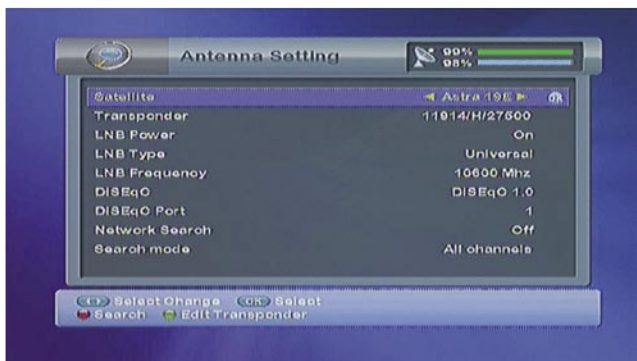 Antenna Setting
99%
98%
Satellite Astra 19E OK
Transponder 11914/H/27500
LNB Power On
LNB Type Universal
LNB Frequency 10600 Mhz
DiSEqC DiSEqC 1.0
DiSEqC Port 1
Network Search Off
Search mode All channels
Select Change OK Select
Search Edit Transponder